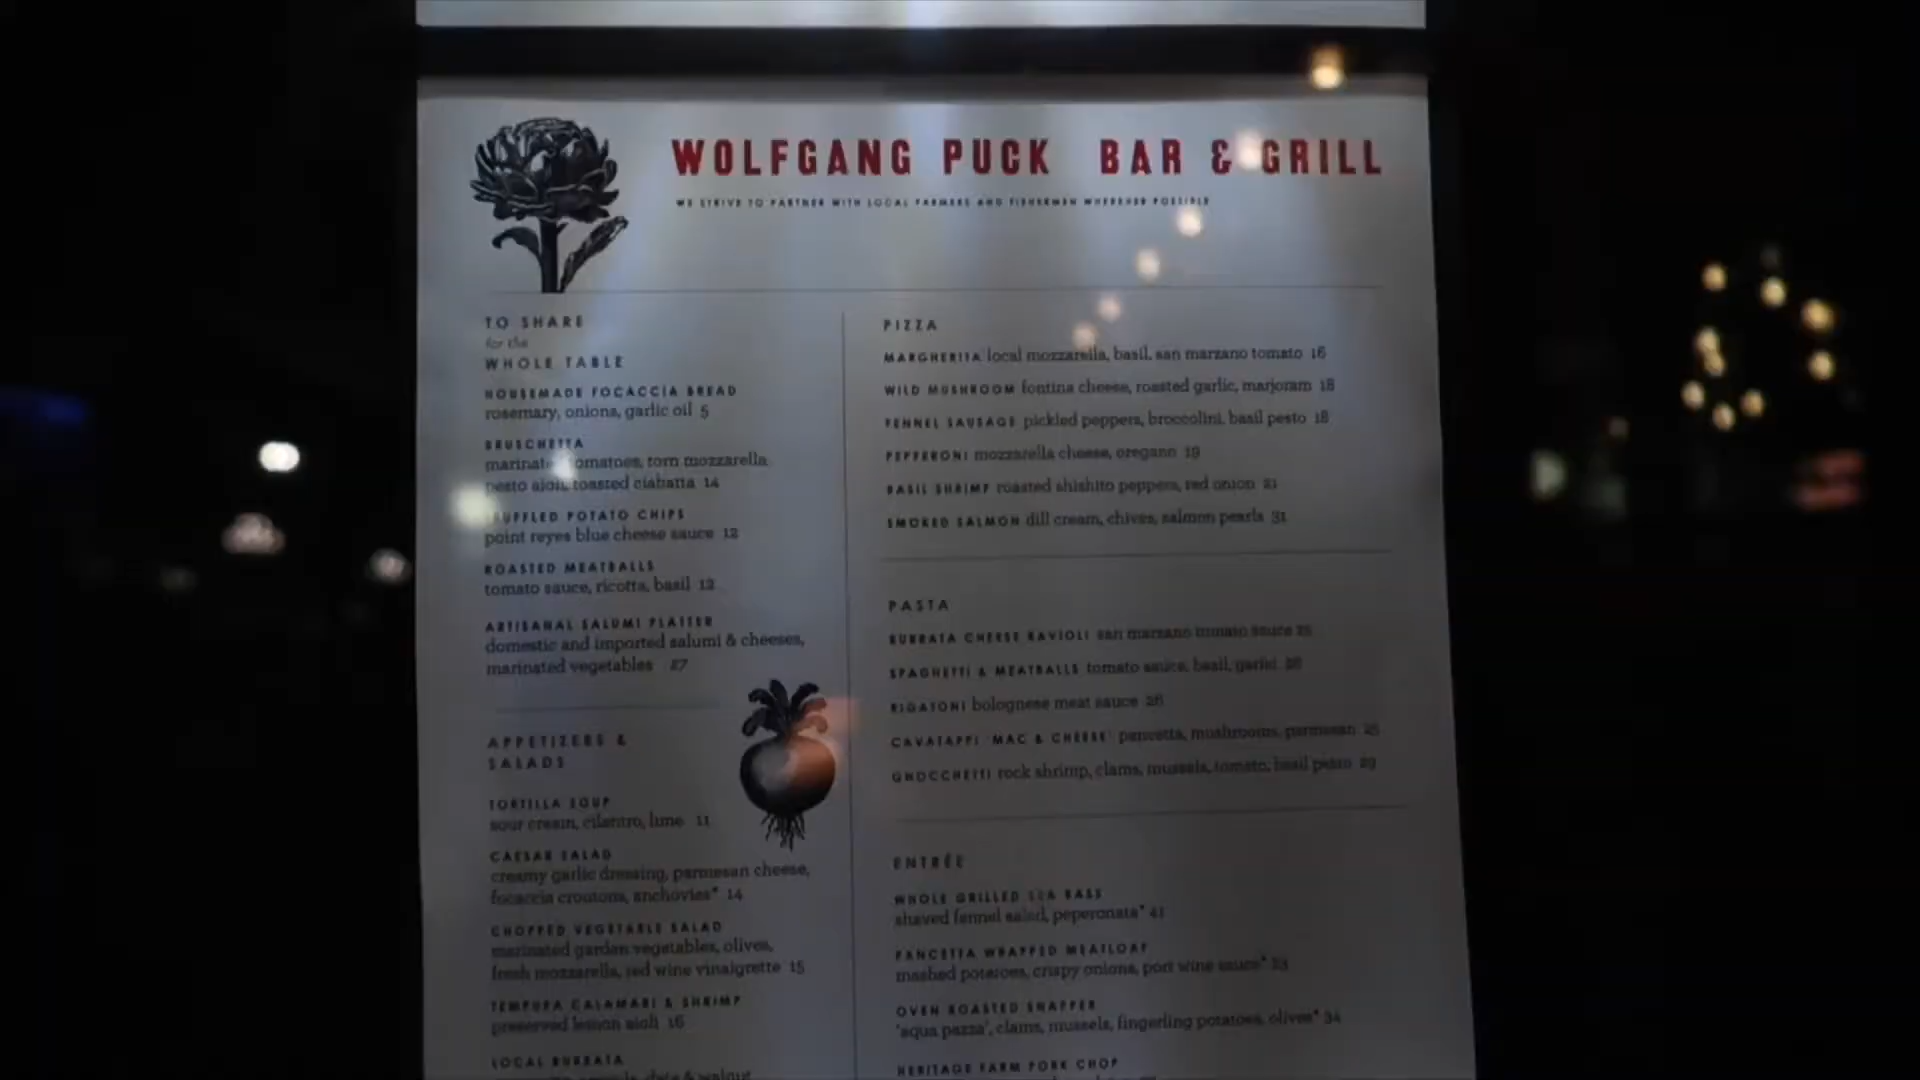 WOLFGANG PUCK BAR & GRILL
WE STRIVE TO PARTNER WITH LOCAL FARMERS AND FISHERMEN WHEREVER POSSIBLE
TO SHARE
for the
WHOLE TABLE
HOUSEMADE FOCACCIA BREAD
rosemary, onions, garlic oil 5
BRUSCHETTA
marinated tomatoes, torn mozzarella,
pesto aioli, toasted ciabatta 14
TRUFFLED POTATO CHIPS
point reyes blue cheese sauce 12
ROASTED MEATBALLS
tomato sauce, ricotta, basil 12
ARTISANAL SALUMI PLATTER
domestic and imported salumi & cheeses,
marinated vegetables 27
APPETIZERS &
SALADS
TORTILLA SOUP
sour cream, cilantro, lime 11
CAESAR SALAD
creamy garlic dressing, parmesan cheese,
focaccia croutons, anchovies* 14
CHOPPED VEGETABLE SALAD
marinated garden vegetables, olives,
fresh mozzarella, red wine vinaigrette 15
TEMPURA CALAMARI & SHRIMP
preserved lemon aioli 16
LOCAL BURRATA
date & walnut
PIZZA
MARGHERITA local mozzarella, basil, san marzano tomato 16
WILD MUSHROOM fontina cheese, roasted garlic, marjoram 18
FENNEL SAUSAGE pickled peppers, broccolini, basil pesto 18
PEPPERONI mozzarella cheese, oregano 19
BASIL SHRIMP roasted shishito peppers, red onion 21
SMOKED SALMON dill cream, chives, salmon pearls 31
PASTA
BURRATA CHEESE RAVIOLI san marzano tomato sauce 25
SPAGHETTI & MEATBALLS tomato sauce, basil, garlic
RIGATONI bolognese meat sauce 26
CAVATAPPI 'MAC & CHEESE' pancetta, mushrooms, parmesan 25
GNOCCHETTI rock shrimp, clams, mussels, tomato, basil pesto 29
ENTRÉE
WHOLE GRILLED SEA BASS
shaved fennel salad, peperonata* 41
PANCETTA WRAPPED MEATLOAF
mashed potatoes, crispy onions, port wine sauce* 23
OVEN ROASTED SNAPPER
'aqua pazza', clams, mussels, fingerling potatoes, olives* 34
HERITAGE FARM PORK CHOP